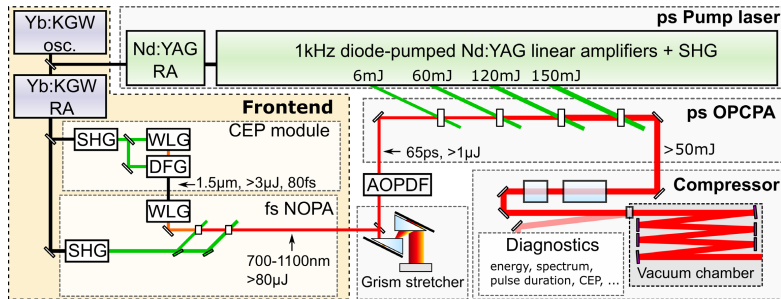 Yb:KGW
osc.
Nd:YAG
RA
ps Pump laser
1kHz diode-pumped Nd:YAG linear amplifiers + SHG
6mJ
60mJ
120mJ
150mJ
Yb:KGW
RA
Frontend
CEP module
SHG
WLG
DFG
1.5µm, >3µJ, 80fs
WLG
fs NOPA
SHG
700-1100nm
>80µJ
ps OPCPA
65ps, >1µJ
>50mJ
AOPDF
Grism stretcher
Compressor
Diagnostics
energy, spectrum,
pulse duration, CEP, ...
Vacuum chamber